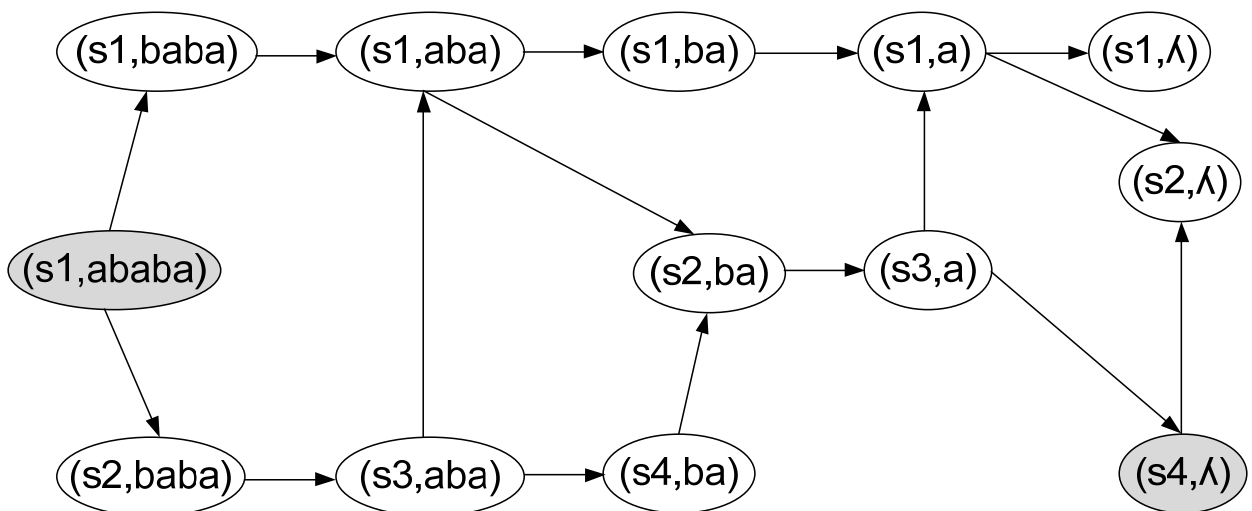 (s1,baba)
(s1,aba)
(s1,ba)
(s1,a)
(s1,ʎ)
(s2,ʎ)
(s1,ababa)
(s2,ba)
(s3,a)
(s2,baba)
(s3,aba)
(s4,ba)
(s4,ʎ)